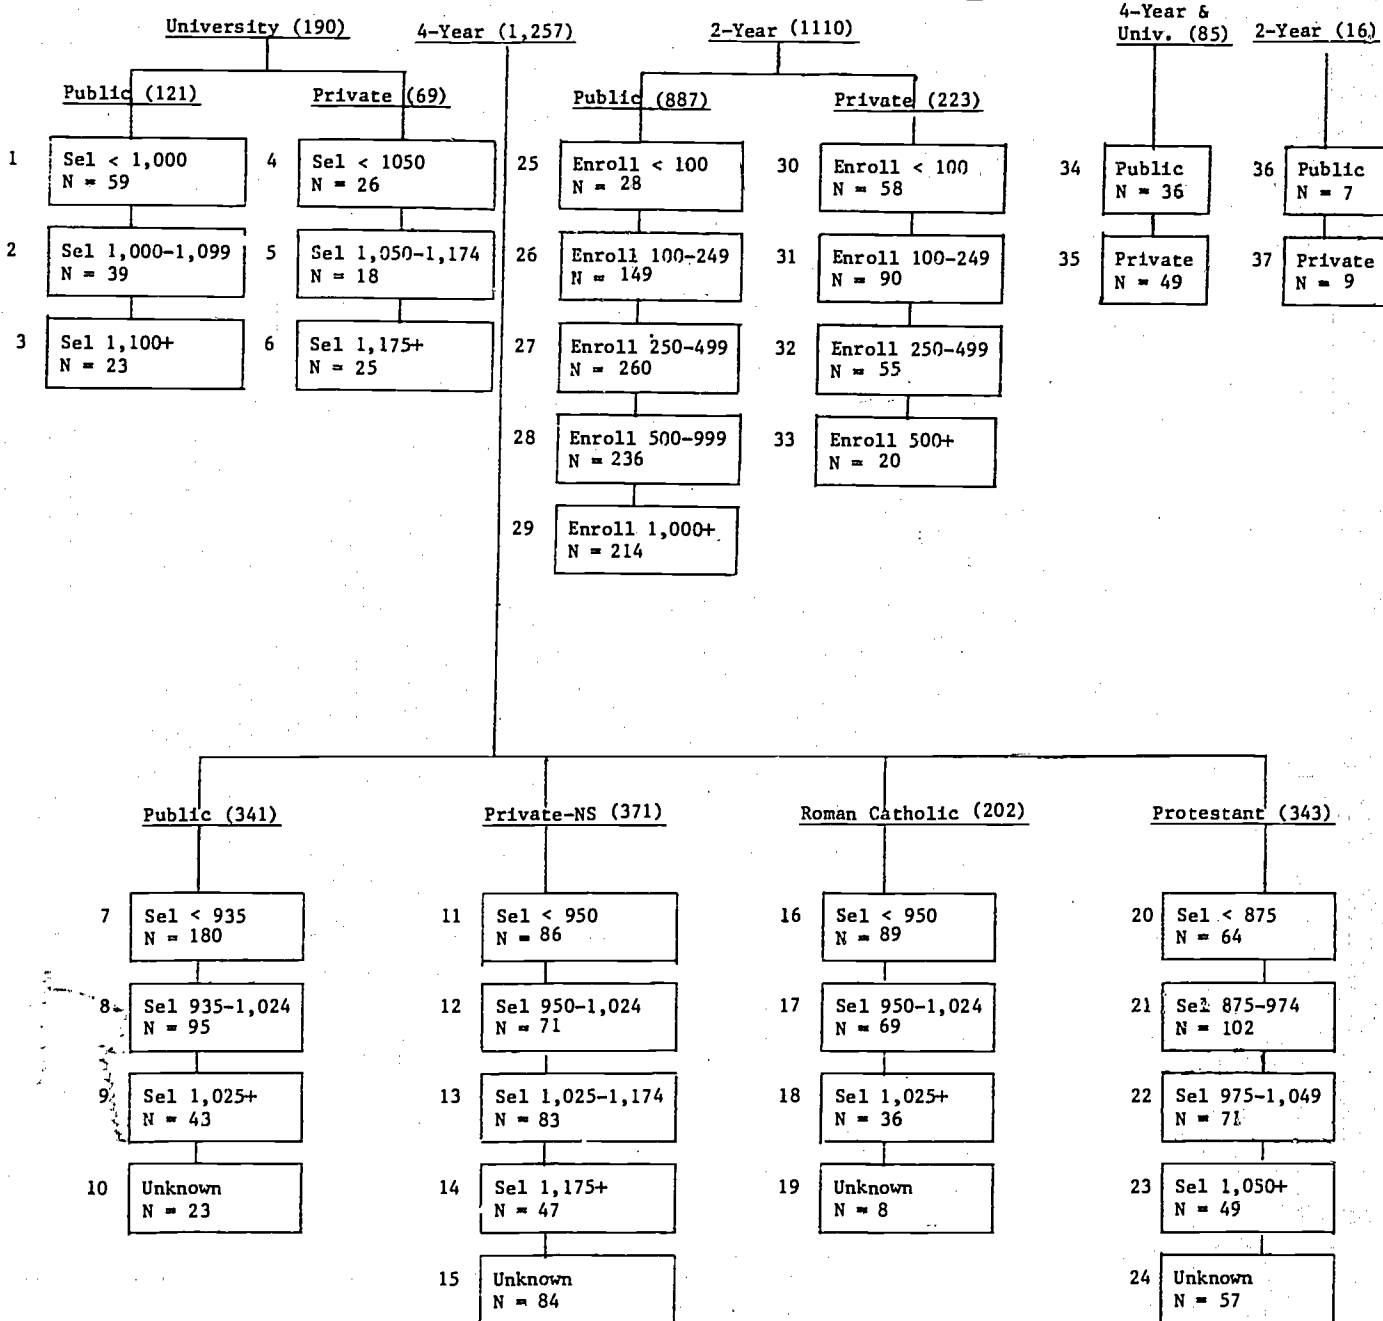 University (190)
4-Year (1,257)
2-Year (1110)
4-Year &
Univ. (85)
2-Year (16)
Public (121)
Private (69)
Public (887)
Private (223)
1
Sel < 1,000
N = 59
2
Sel 1,000-1,099
N = 39
3
Sel 1,100+
N = 23
4
Sel < 1050
N = 26
5
Sel 1,050-1,174
N = 18
6
Sel 1,175+
N = 25
25
Enroll < 100
N = 28
26
Enroll 100-249
N = 149
27
Enroll 250-499
N = 260
28
Enroll 500-999
N = 236
29
Enroll 1,000+
N = 214
30
Enroll < 100
N = 58
31
Enroll 100-249
N = 90
32
Enroll 250-499
N = 55
33
Enroll 500+
N = 20
34
Public
N = 36
35
Private
N = 49
36
Public
N = 7
37
Private
N = 9
Public (341)
Private-NS (371)
Roman Catholic (202)
Protestant (343)
7
Sel < 935
N = 180
8
Sel 935-1,024
N = 95
9
Sel 1,025+
N = 43
10
Unknown
N = 23
11
Sel < 950
N = 86
12
Sel 950-1,024
N = 71
13
Sel 1,025-1,174
N = 83
14
Sel 1,175+
N = 47
15
Unknown
N = 84
16
Sel < 950
N = 89
17
Sel 950-1,024
N = 69
18
Sel 1,025+
N = 36
19
Unknown
N = 8
20
Sel < 875
N = 64
21
Sel 875-974
N = 102
22
Sel 975-1,049
N = 71
23
Sel 1,050+
N = 49
24
Unknown
N = 57